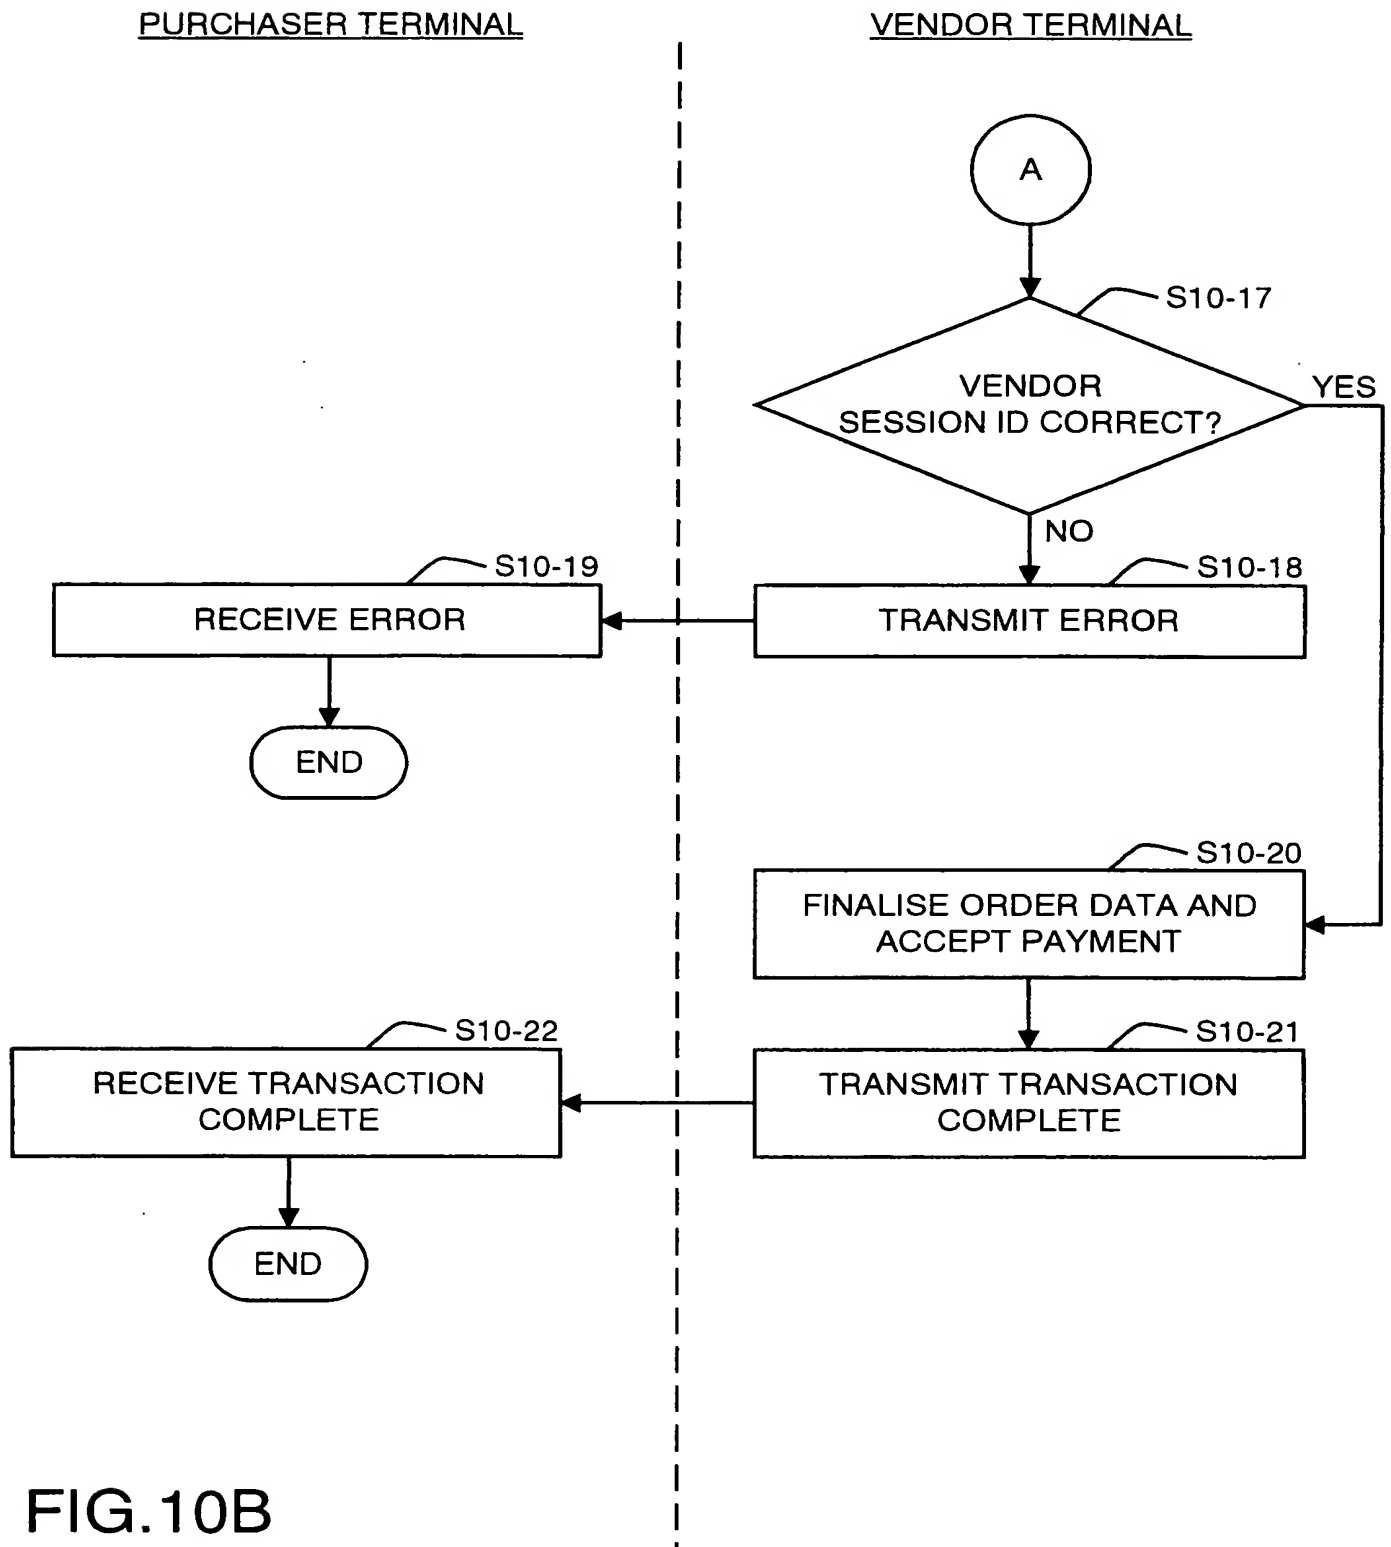 PURCHASER TERMINAL
VENDOR TERMINAL
A
S10-17
VENDOR
SESSION ID CORRECT?
YES
NO
S10-19
RECEIVE ERROR
S10-18
TRANSMIT ERROR
END
S10-20
FINALISE ORDER DATA AND
ACCEPT PAYMENT
S10-22
RECEIVE TRANSACTION
COMPLETE
S10-21
TRANSMIT TRANSACTION
COMPLETE
END
FIG.10B